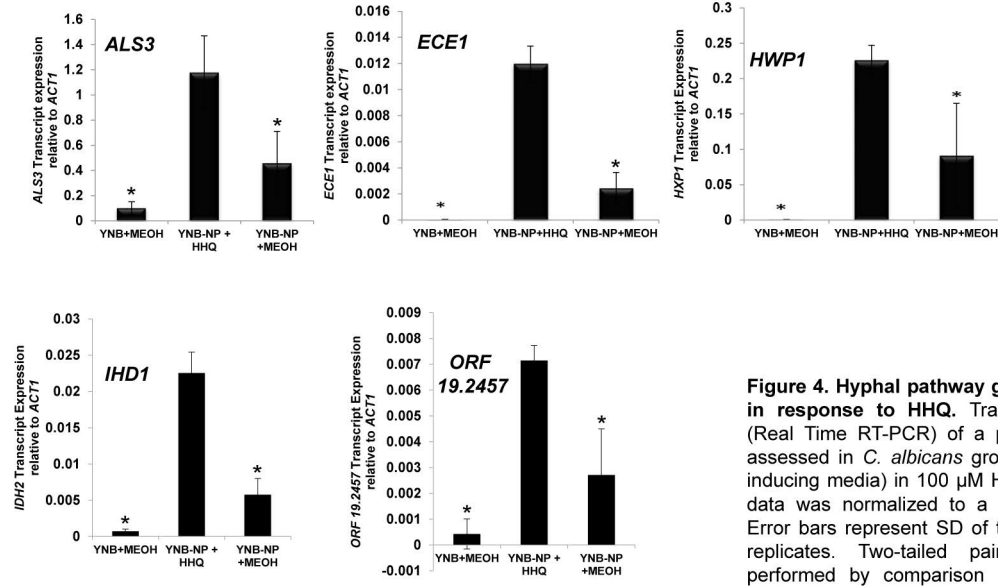 ALS3
ALS3 Transcript expression
relative to ACT1
1.6
1.4
1.2
1.0
0.8
0.6
0.4
0.2
0
*
*
YNB+MEOH
YNB-NP +
HHQ
YNB-NP
+MEOH
ECE1
ECE1 Transcript expression
relative to ACT1
0.016
0.014
0.012
0.010
0.008
0.006
0.004
0.002
0
*
*
YNB+MEOH
YNB-NP+HHQ
YNB-NP+MEOH
HWP1
HXP1 Transcript Expression
relative to ACT1
0.3
0.25
0.2
0.15
0.1
0.05
0
*
*
YNB+MEOH
YNB-NP+HHQ
YNB-NP+MEOH
IHD1
IDH2 Transcript Expression
relative to ACT1
0.03
0.025
0.02
0.015
0.01
0.005
0
*
*
YNB+MEOH
YNB-NP +
HHQ
YNB-NP
+MEOH
ORF
19.2457
ORF 19.2457 Transcript Expression
relative to ACT1
0.009
0.008
0.007
0.006
0.005
0.004
0.003
0.002
0.001
0
-0.001
*
*
YNB+MEOH
YNB-NP +
HHQ
YNB-NP
+MEOH
Figure 4. Hyphal pathway
in response to HHQ.
(Real Time RT-PCR) of a
assessed in C. albicans
inducing media) in 100 µM
data was normalized to a
Error bars represent SD of
replicates. Two-tailed
performed by comparison